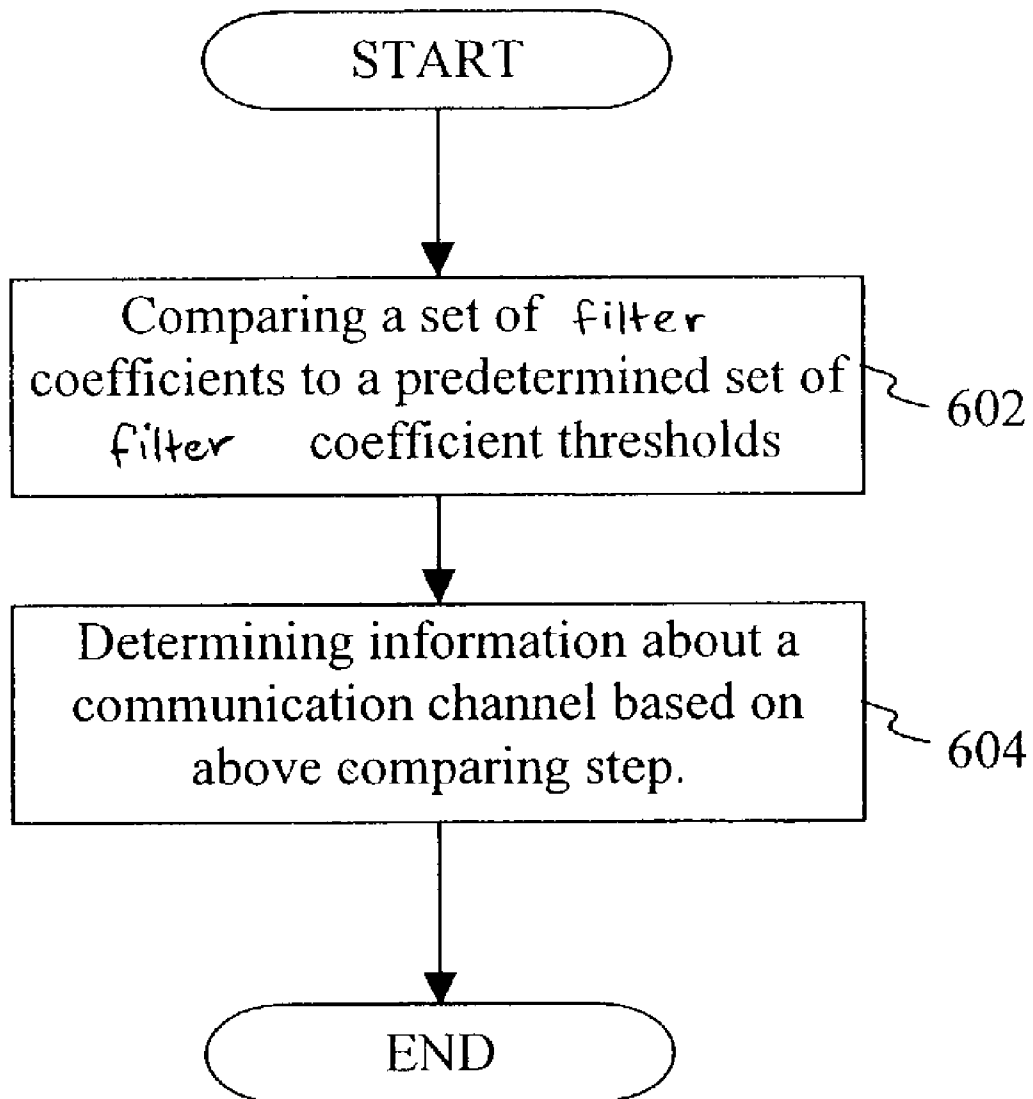 START
Comparing a set of filter
coefficients to a predetermined set of
filter coefficient thresholds
602
Determining information about a
communication channel based on
above comparing step.
604
END